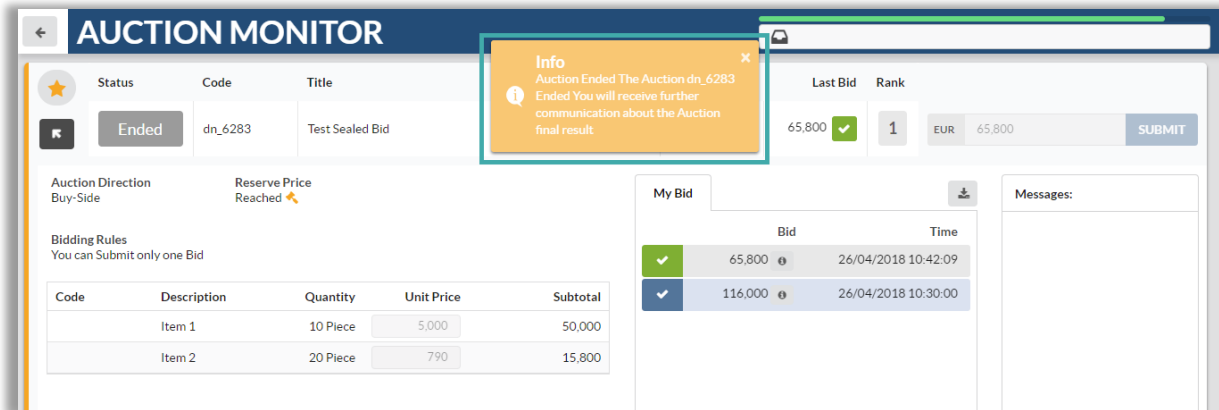 AUCTION MONITOR
Info
Auction Ended The Auction dn_6283
Ended You will receive further
communication about the Auction
final result
Status Code Title Last Bid Rank
Ended dn_6283 Test Sealed Bid 65,800 1 EUR 65,800 SUBMIT
Auction Direction Reserve Price
Buy-Side Reached
Bidding Rules
You can Submit only one Bid
Code Description Quantity Unit Price Subtotal
Item 1 10 Piece 5,000 50,000
Item 2 20 Piece 790 15,800
My Bid
Bid Time
65,800 26/04/2018 10:42:09
116,000 26/04/2018 10:30:00
Messages: